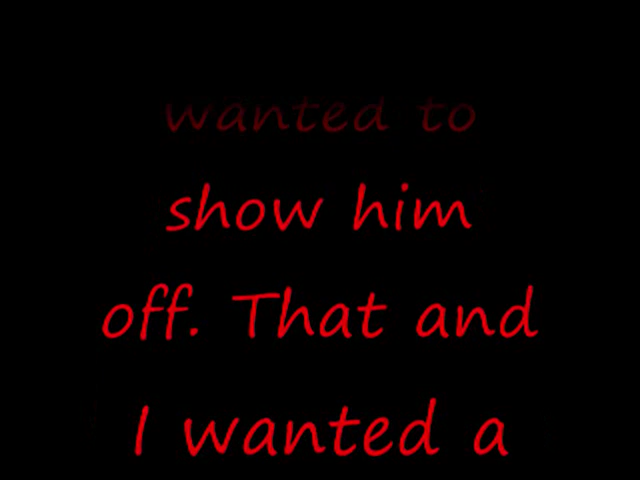 wanted to
show him
off. That and
I wanted a